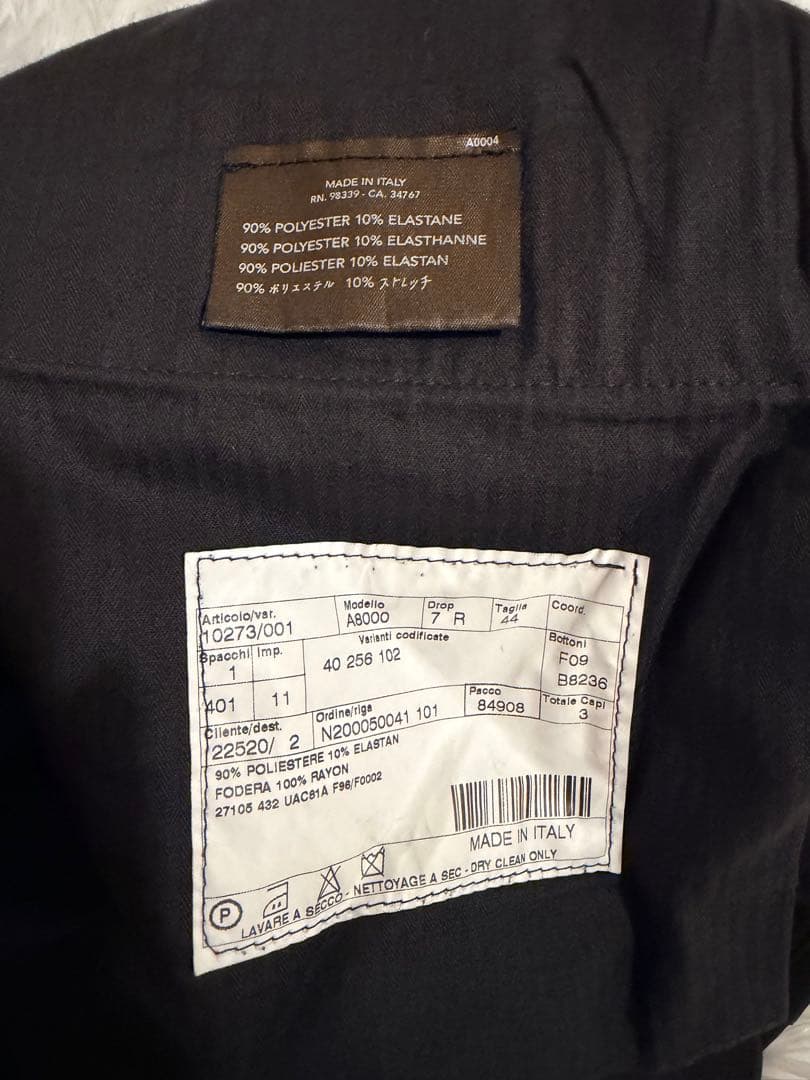 A0004
MADE IN ITALY
RN. 98339 - CA. 34767
90% POLYESTER 10% ELASTANE
90% POLYESTER 10% ELASTHANNE
90% POLIESTER 10% ELASTAN
90% ポリエステル 10% ストレッチ
Articolo/var. Modello Drop Taglia Coord.
10273/001 A8000 7 R 44
Spacchi Imp. Varianti codificate Bottoni
1 40 256 102 F09
401 11 B8236
Cliente/dest. Ordine/riga Pacco Totale Capi
22520/ 2 N200050041 101 84908 3
90% POLIESTERE 10% ELASTAN
FODERA 100% RAYON
27105 432 UAC81A F96/F0002
MADE IN ITALY
P
LAVARE A SECCO - NETTOYAGE A SEC - DRY CLEAN ONLY